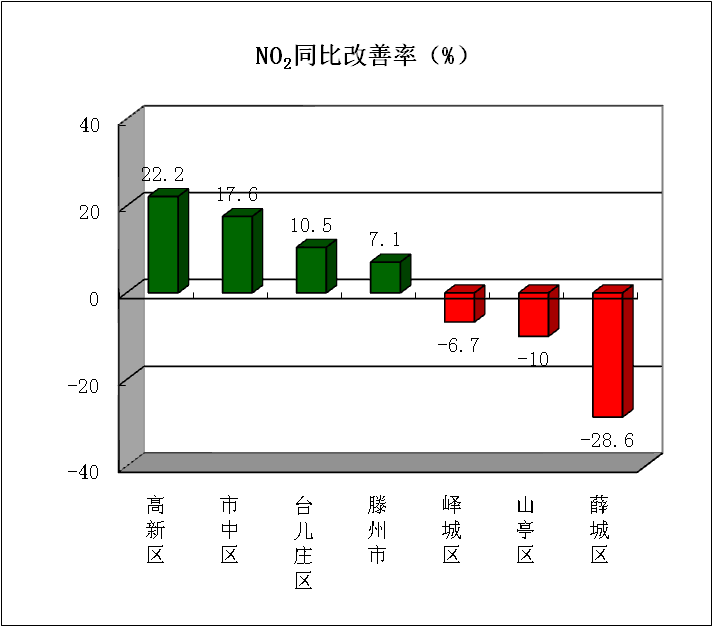 NO₂同比改善率（%）
40
20
0
-20
-40
22.2
17.6
10.5
7.1
-6.7
-10
-28.6
高新区
市中区
台儿庄区
滕州市
峄城区
山亭区
薛城区